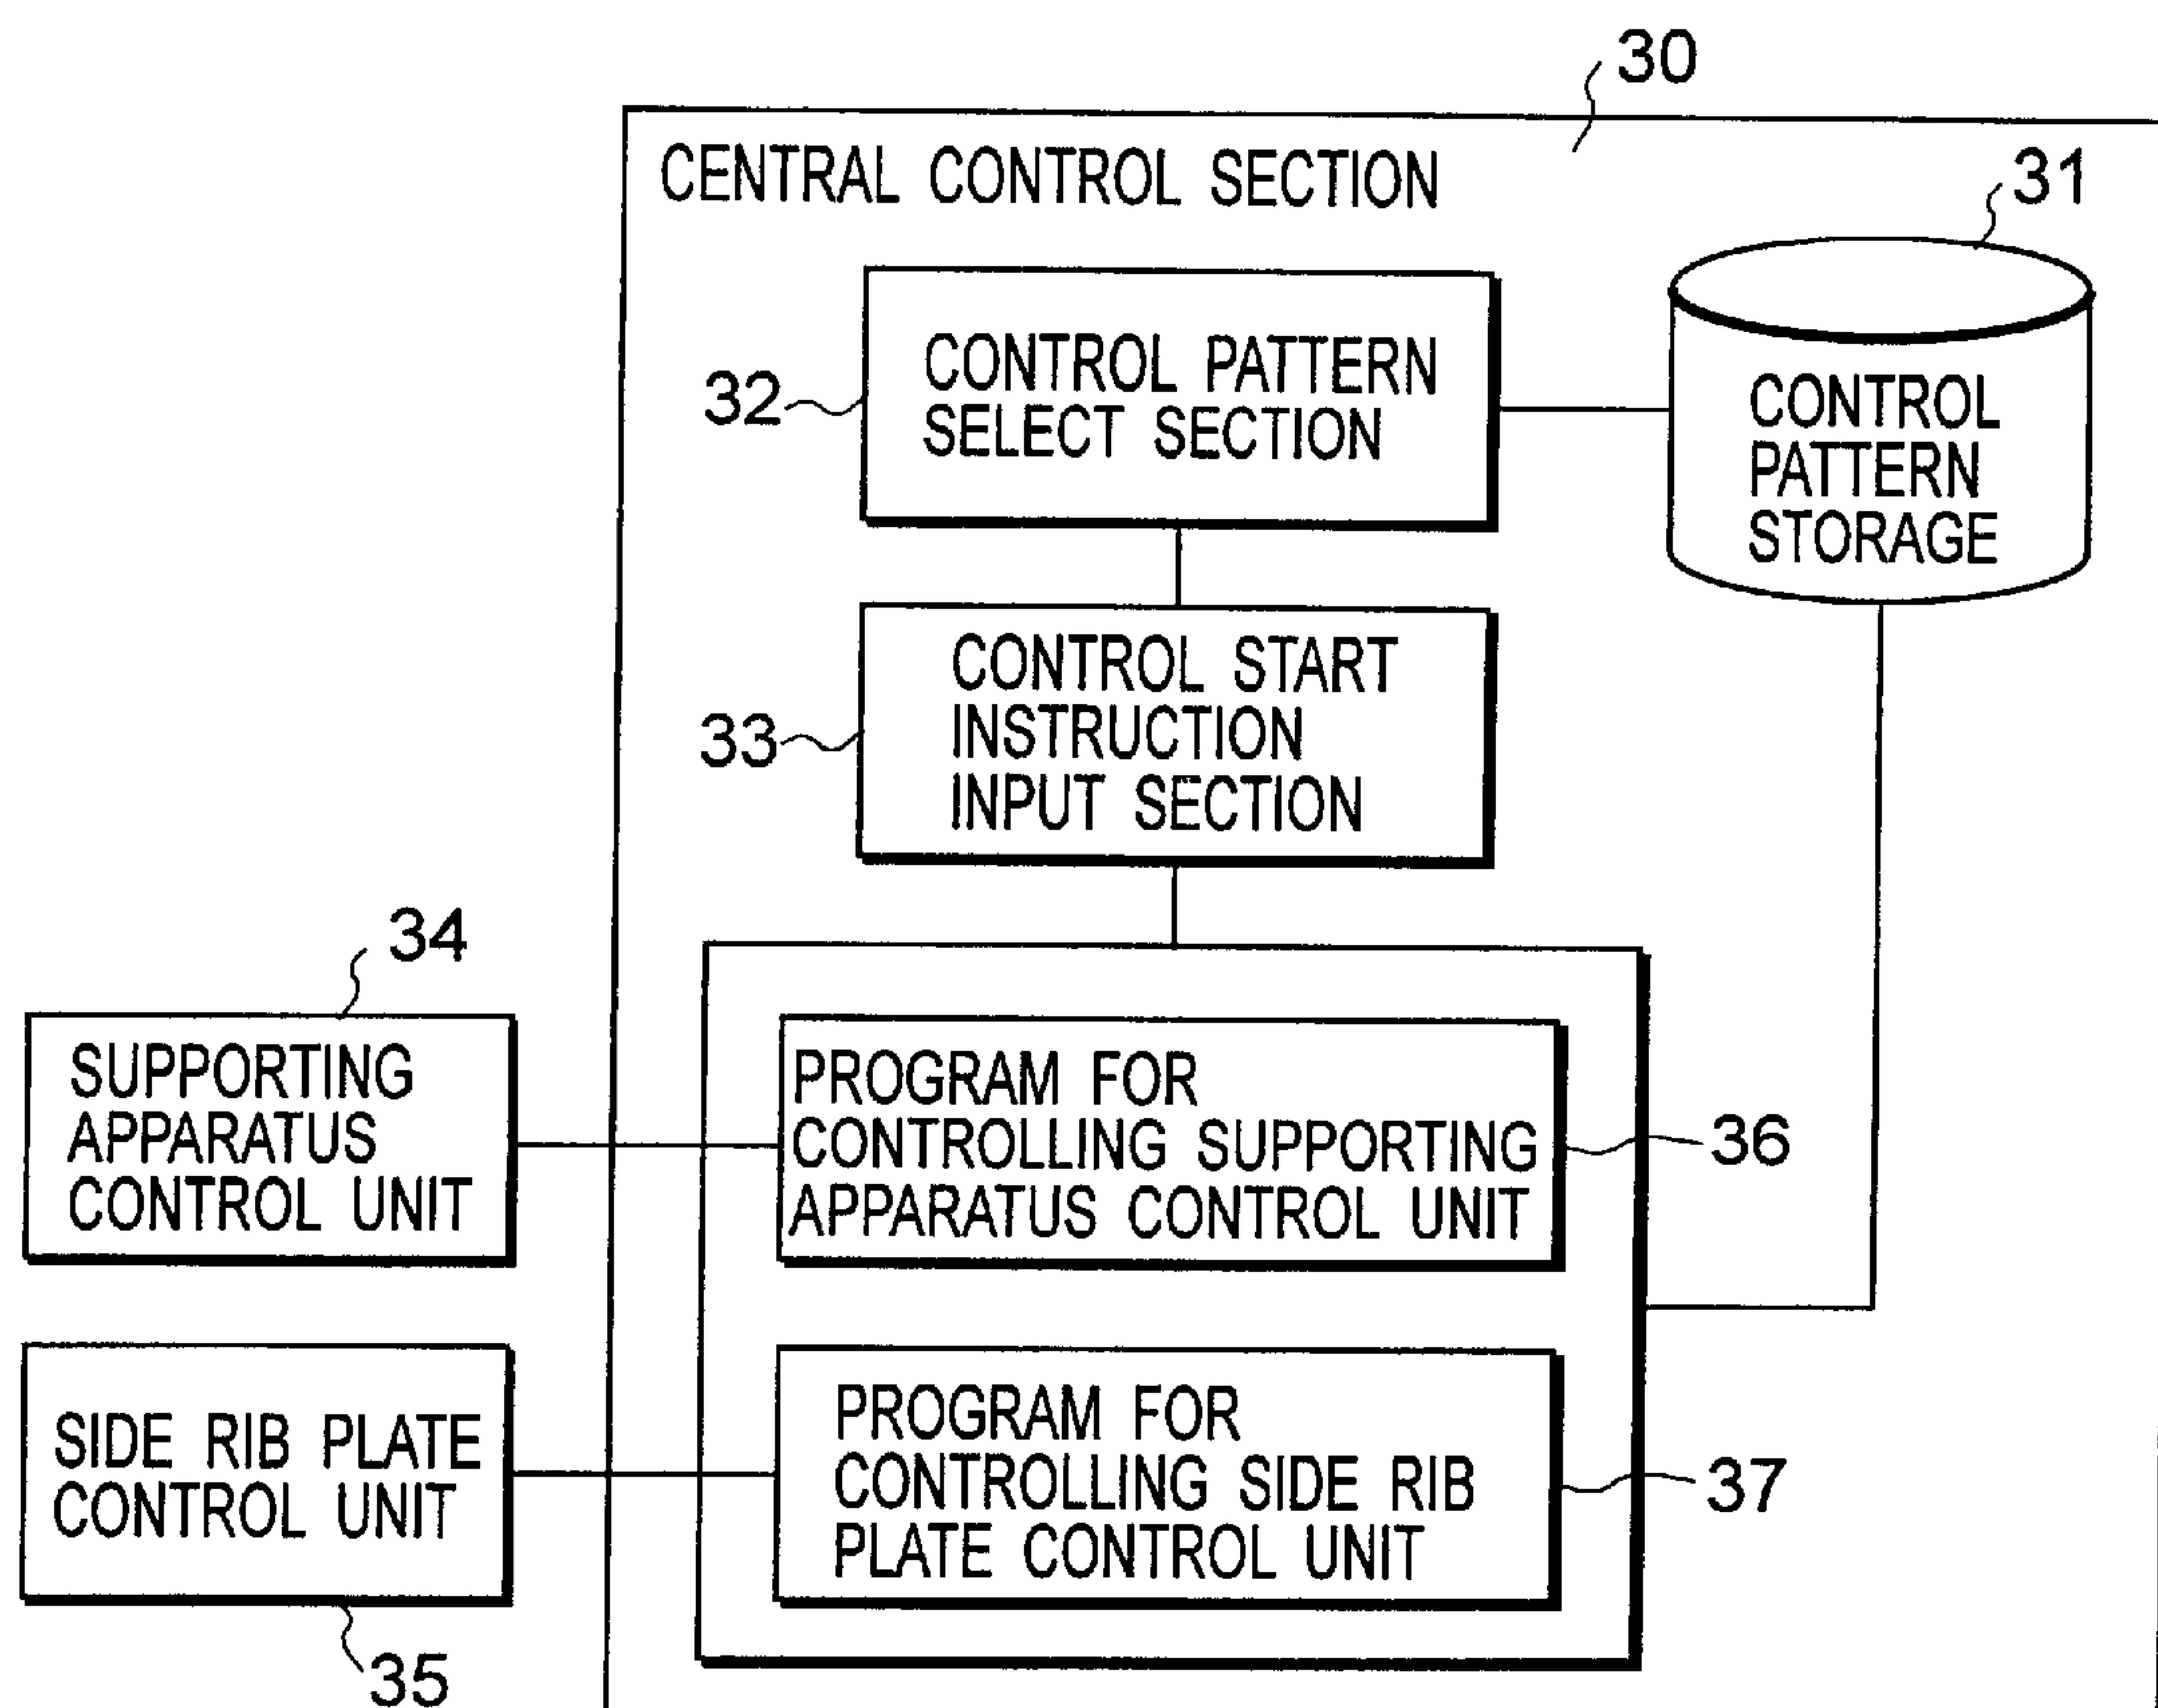 30
CENTRAL CONTROL SECTION
31
CONTROL PATTERN
SELECT SECTION
32
CONTROL
PATTERN
STORAGE
CONTROL START
INSTRUCTION
INPUT SECTION
33
34
SUPPORTING
APPARATUS
CONTROL UNIT
PROGRAM FOR
CONTROLLING SUPPORTING
APPARATUS CONTROL UNIT
36
SIDE RIB PLATE
CONTROL UNIT
PROGRAM FOR
CONTROLLING SIDE RIB
PLATE CONTROL UNIT
37
35